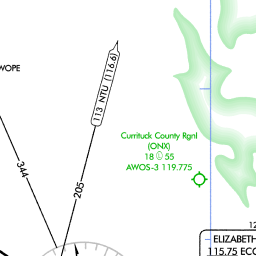 (113 NTU (116.6)
WOPE
Currituck County Rgnl
(ONX)
18 Ⓛ 55
AWOS-3 119.775
344
205
12
ELIZABETH
115.75 ECG